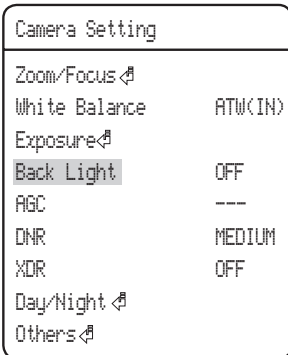 Camera Setting
Zoom/Focus
White Balance ATW(IN)
Exposure
Back Light OFF
AGC ---
DNR MEDIUM
XDR OFF
Day/Night
Others